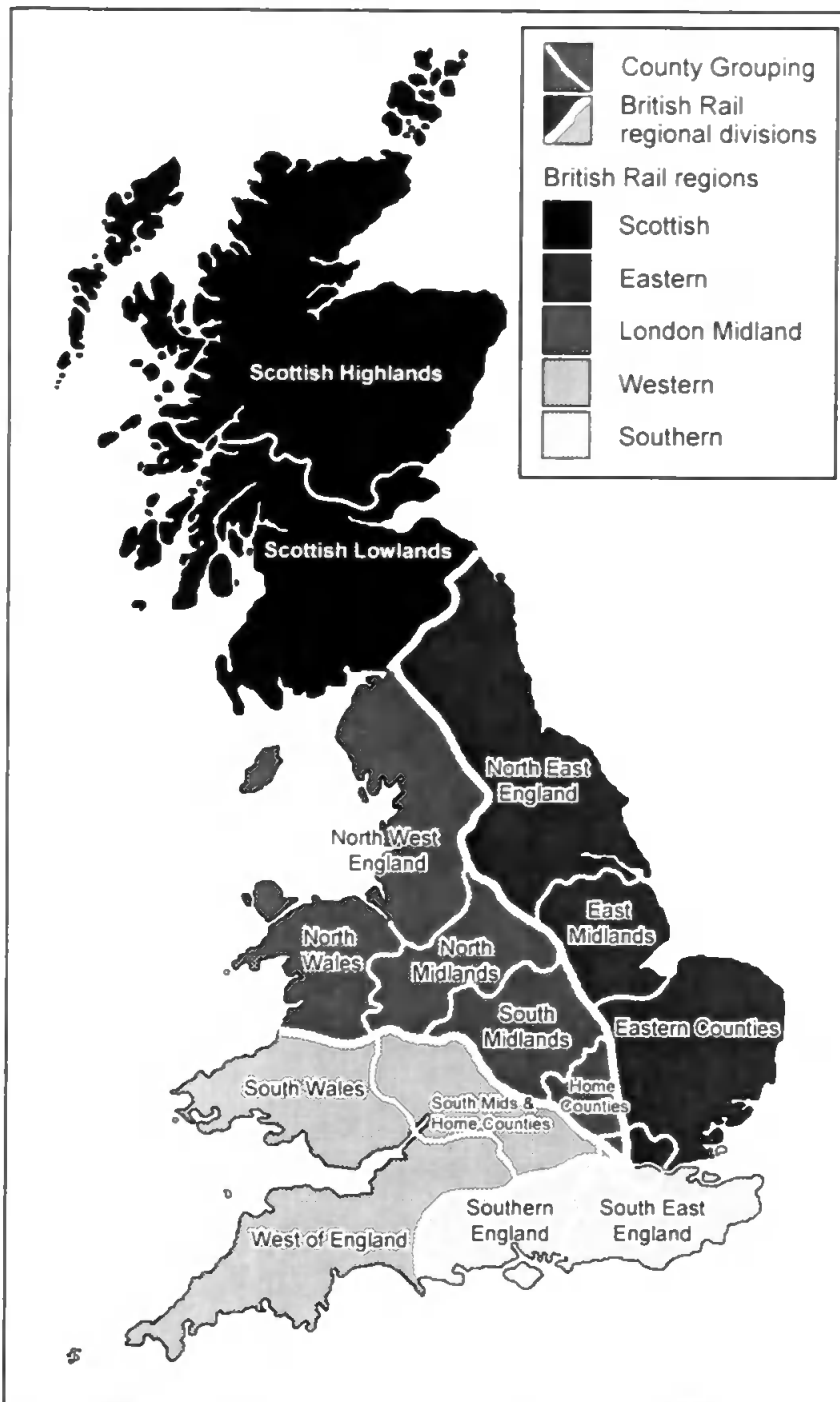 County Grouping
British Rail
regional divisions
British Rail regions
Scottish
Eastern
London Midland
Western
Southern
Scottish Highlands
Scottish Lowlands
North East
England
North West
England
East
Midlands
North
Wales
North
Midlands
South
Midlands
Eastern Counties
Home
Counties
South Wales
South Mids &
Home Counties
Southern
England
South East
England
West of England